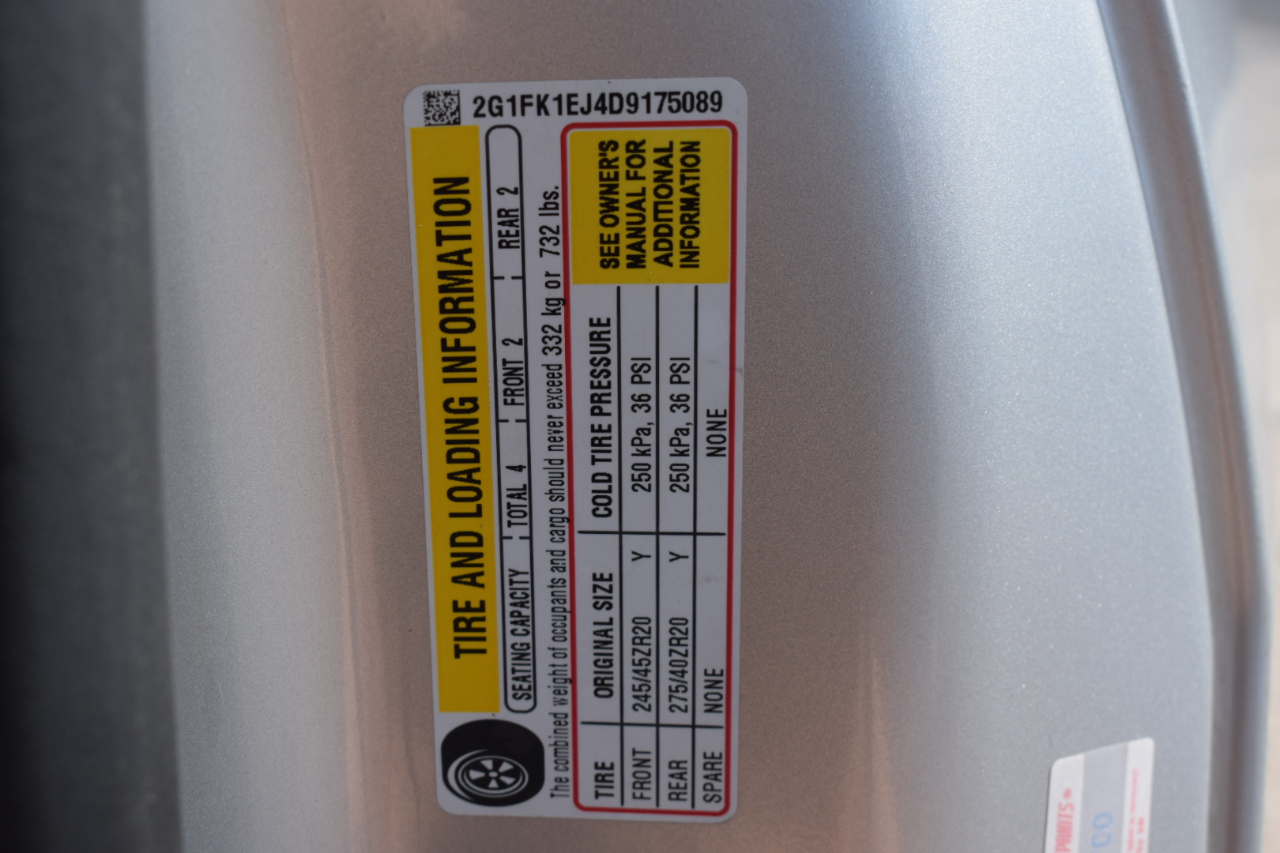 2G1FK1EJ4D9175089
TIRE AND LOADING INFORMATION
SEATING CAPACITY TOTAL 4 FRONT 2 REAR 2
The combined weight of occupants and cargo should never exceed 332 kg or 732 lbs.
TIRE ORIGINAL SIZE COLD TIRE PRESSURE
FRONT 245/45ZR20 Y 250 kPa, 36 PSI
REAR 275/40ZR20 Y 250 kPa, 36 PSI
SPARE NONE NONE
SEE OWNER'S
MANUAL FOR
ADDITIONAL
INFORMATION